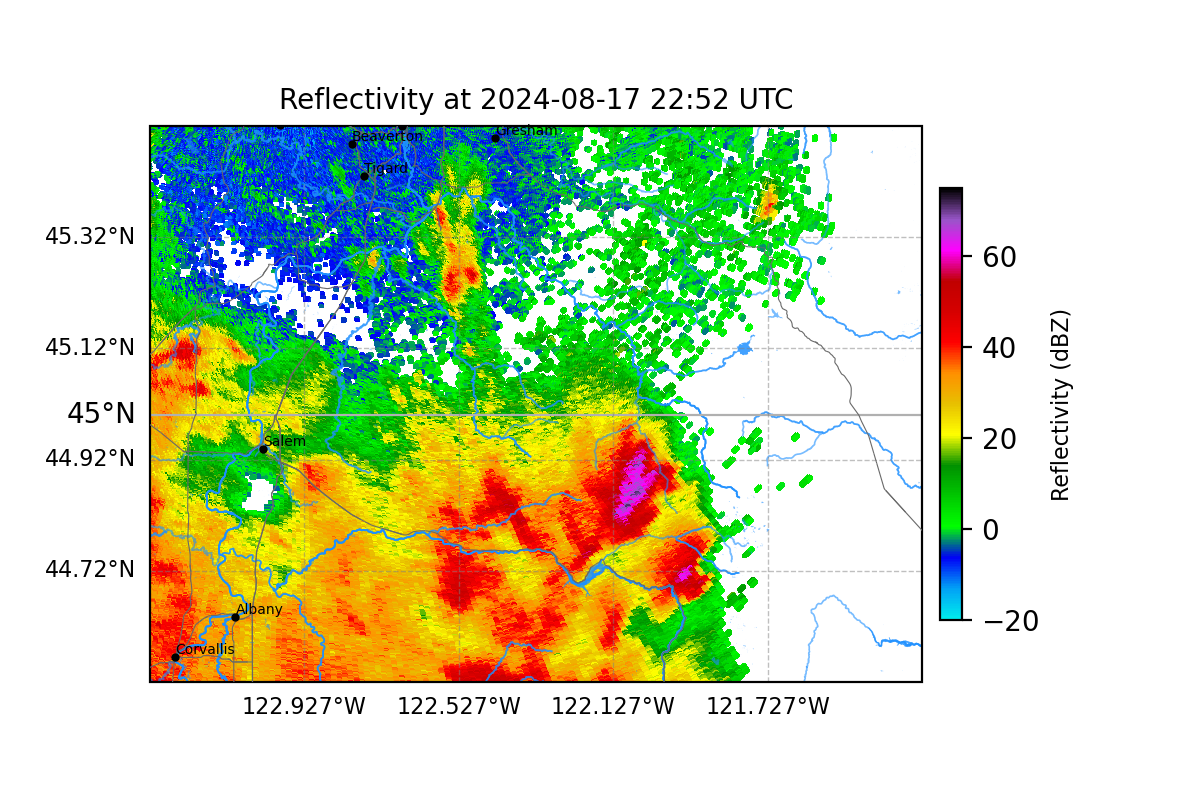 Reflectivity at 2024-08-17 22:52 UTC
Gresham
Beaverton
Tigard
45.32°N
60
45.12°N
40
45°N
Salem
44.92°N
20
Reflectivity (dBZ)
0
44.72°N
Albany
−20
Corvallis
122.927°W 122.527°W 122.127°W 121.727°W